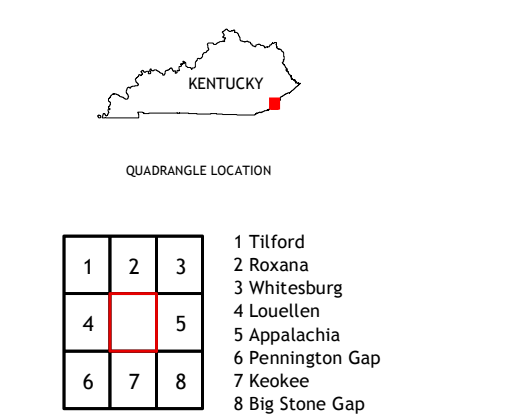 KENTUCKY
QUADRANGLE LOCATION
1 2 3
4 5
6 7 8
1 Tilford
2 Roxana
3 Whitesburg
4 Louellen
5 Appalachia
6 Pennington Gap
7 Keokee
8 Big Stone Gap